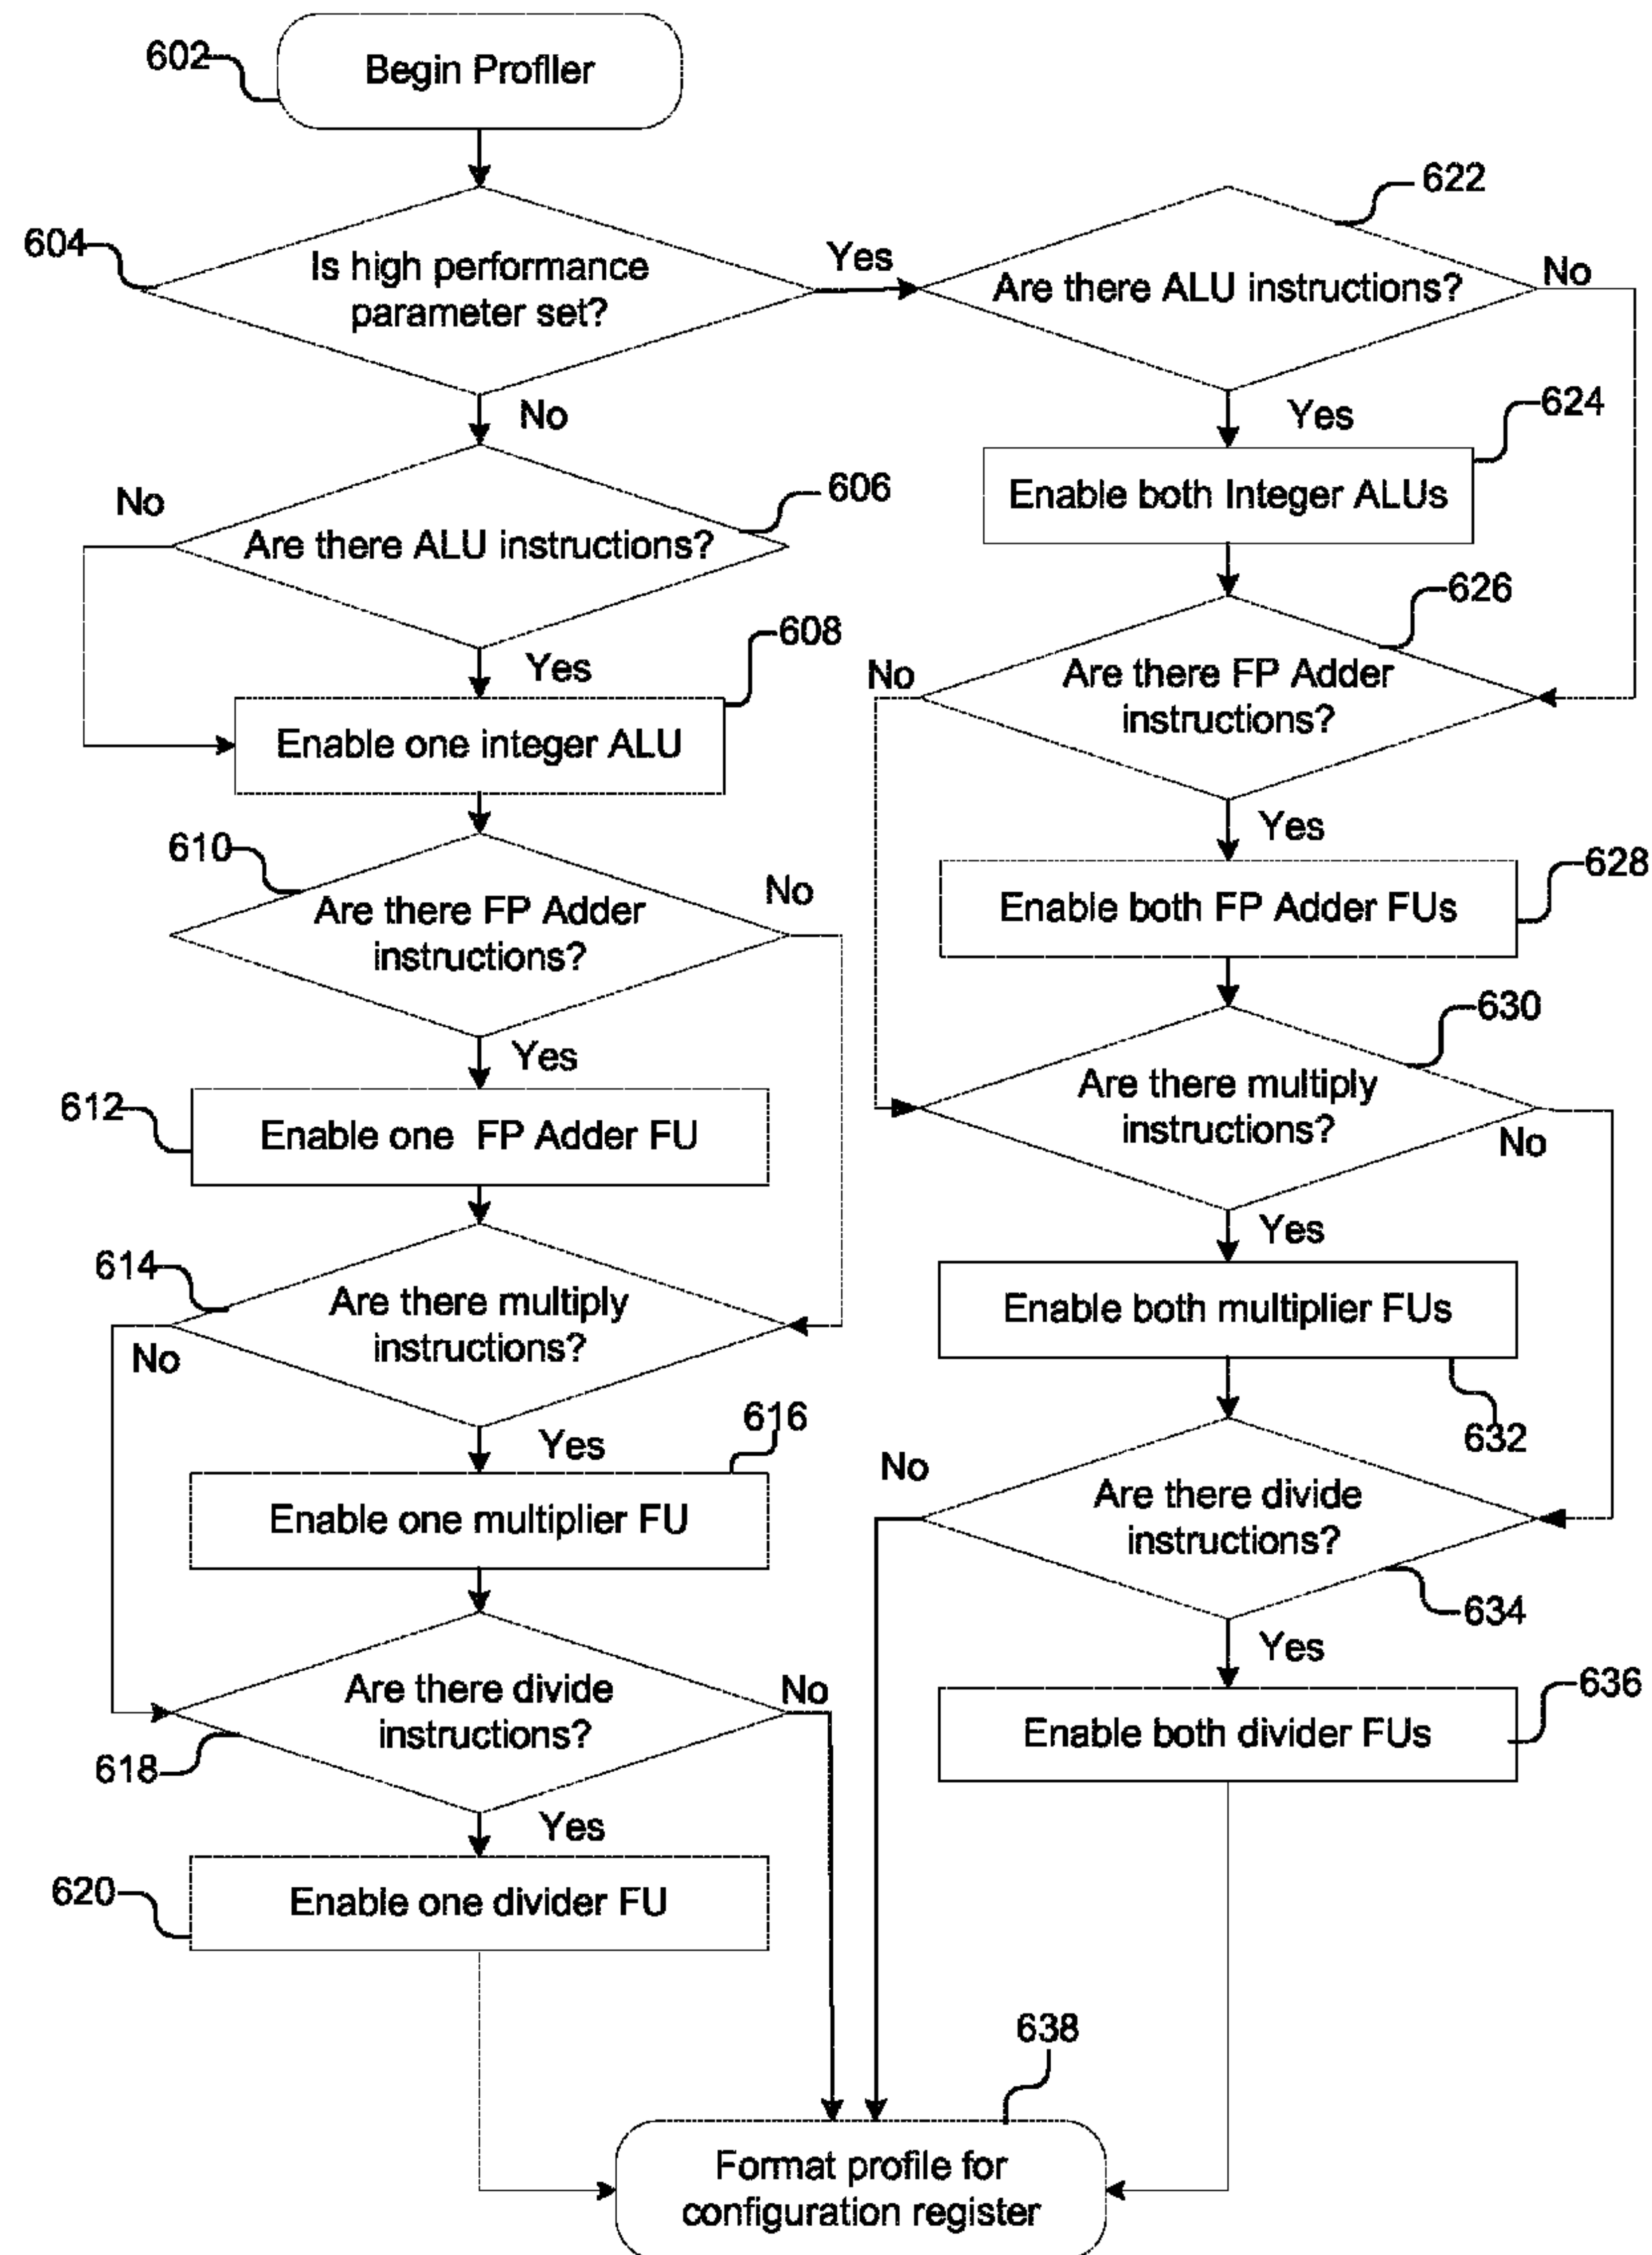 602
Begin Profiler
604
Is high performance
parameter set?
Yes
622
Are there ALU instructions?
No
No
Yes
624
Enable both Integer ALUs
No
606
Are there ALU instructions?
626
Are there FP Adder
instructions?
No
608
Yes
Enable one integer ALU
Yes
628
Enable both FP Adder FUs
610
Are there FP Adder
instructions?
No
Yes
630
Are there multiply
instructions?
No
612
Enable one FP Adder FU
Yes
Enable both multiplier FUs
632
614
Are there multiply
instructions?
No
616
Yes
Enable one multiplier FU
No
Are there divide
instructions?
634
Yes
636
Enable both divider FUs
Are there divide
instructions?
No
618
Yes
620
Enable one divider FU
638
Format profile for
configuration register